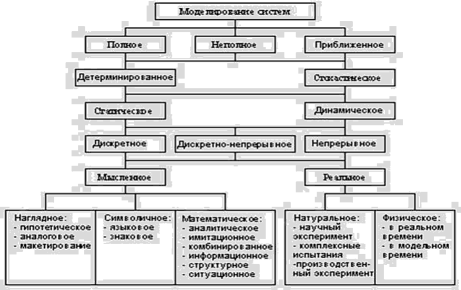 Моделирование систем
Полное
Неполное
Приближенное
Детерминированное
Стохастическое
Статическое
Динамическое
Дискретное
Дискретно-непрерывное
Непрерывное
Мысленное
Реальное
Наглядное:
- гипотетическое
- аналоговое
- макетирование
Символичное:
- языковое
- знаковое
Математическое:
- аналитическое
- имитационное
- комбинированное
- информационное
- структурное
- ситуационное
Натуральное:
- научный
эксперимент
- комплексные
испытания
-производствен-
ный эксперимент
Физическое:
- в реальном
времени
- в модельном
времени